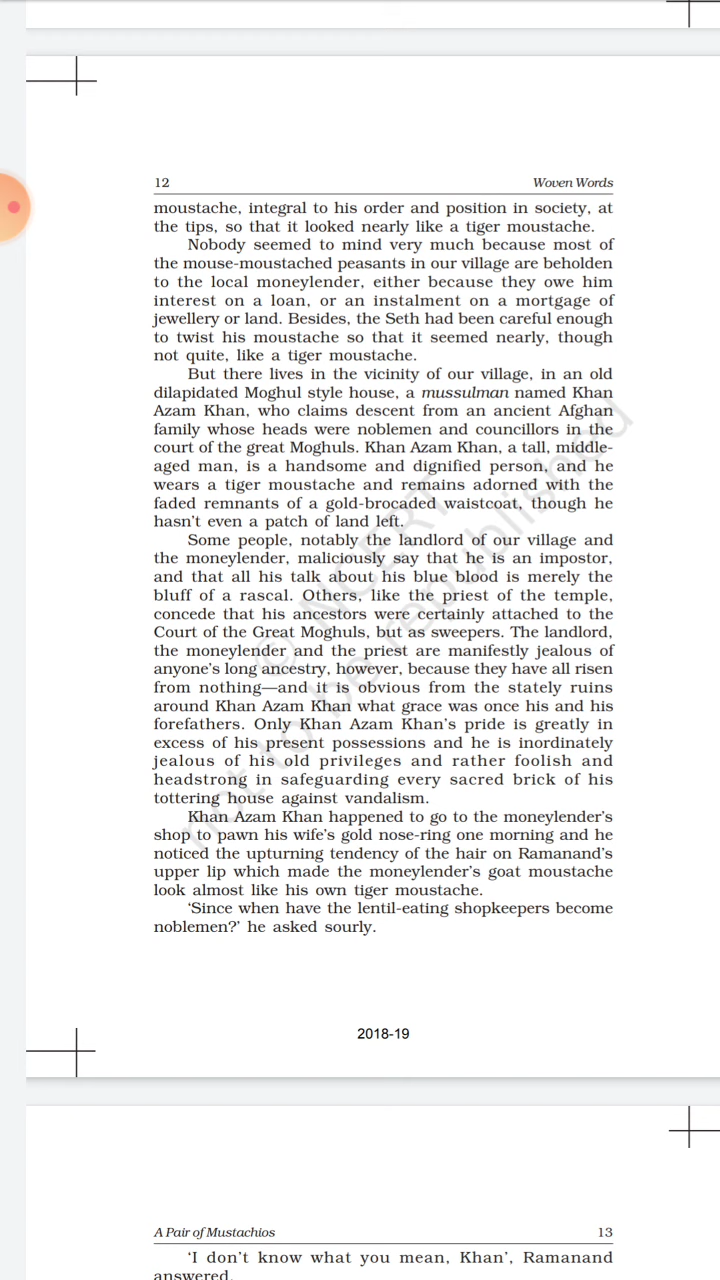 12
Woven Words
moustache, integral to his order and position in society, at
the tips, so that it looked nearly like a tiger moustache.
Nobody seemed to mind very much because most of
the mouse-moustached peasants in our village are beholden
to the local moneylender, either because they owe him
interest on a loan, or an instalment on a mortgage of
jewellery or land. Besides, the Seth had been careful enough
to twist his moustache so that it seemed nearly, though
not quite, like a tiger moustache.
But there lives in the vicinity of our village, in an old
dilapidated Moghul style house, a mussulman named Khan
Azam Khan, who claims descent from an ancient Afghan
family whose heads were noblemen and councillors in the
court of the great Moghuls. Khan Azam Khan, a tall, middle-
aged man, is a handsome and dignified person, and he
wears a tiger moustache and remains adorned with the
faded remnants of a gold-brocaded waistcoat, though he
hasn't even a patch of land left.
Some people, notably the landlord of our village and
the moneylender, maliciously say that he is an impostor,
and that all his talk about his blue blood is merely the
bluff of a rascal. Others, like the priest of the temple,
concede that his ancestors were certainly attached to the
Court of the Great Moghuls, but as sweepers. The landlord,
the moneylender and the priest are manifestly jealous of
anyone's long ancestry, however, because they have all risen
from nothing—and it is obvious from the stately ruins
around Khan Azam Khan what grace was once his and his
forefathers. Only Khan Azam Khan's pride is greatly in
excess of his present possessions and he is inordinately
jealous of his old privileges and rather foolish and
headstrong in safeguarding every sacred brick of his
tottering house against vandalism.
Khan Azam Khan happened to go to the moneylender's
shop to pawn his wife's gold nose-ring one morning and he
noticed the upturning tendency of the hair on Ramanand's
upper lip which made the moneylender's goat moustache
look almost like his own tiger moustache.
'Since when have the lentil-eating shopkeepers become
noblemen?' he asked sourly.
© NCERT
not to be republished
2018-19
A Pair of Mustachios
13
'I don't know what you mean, Khan', Ramanand
answered.